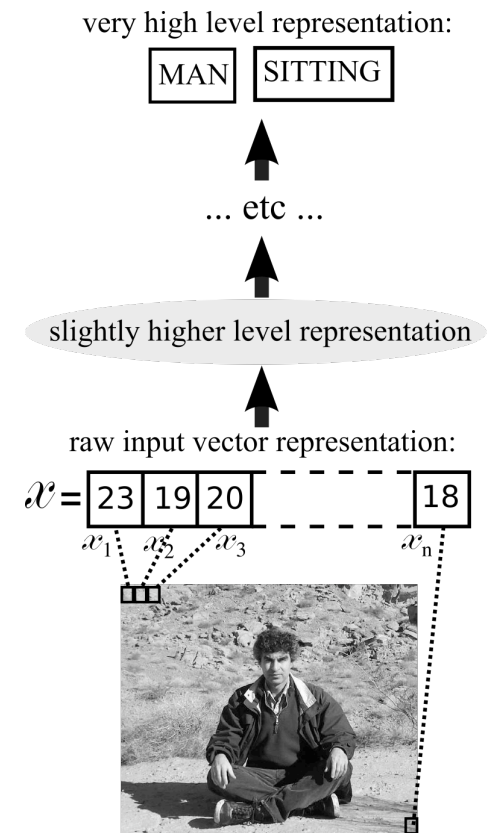 very high level representation:
MAN SITTING
... etc ...
slightly higher level representation
raw input vector representation:
x = 23 19 20 18
x1 x2 x3 xn